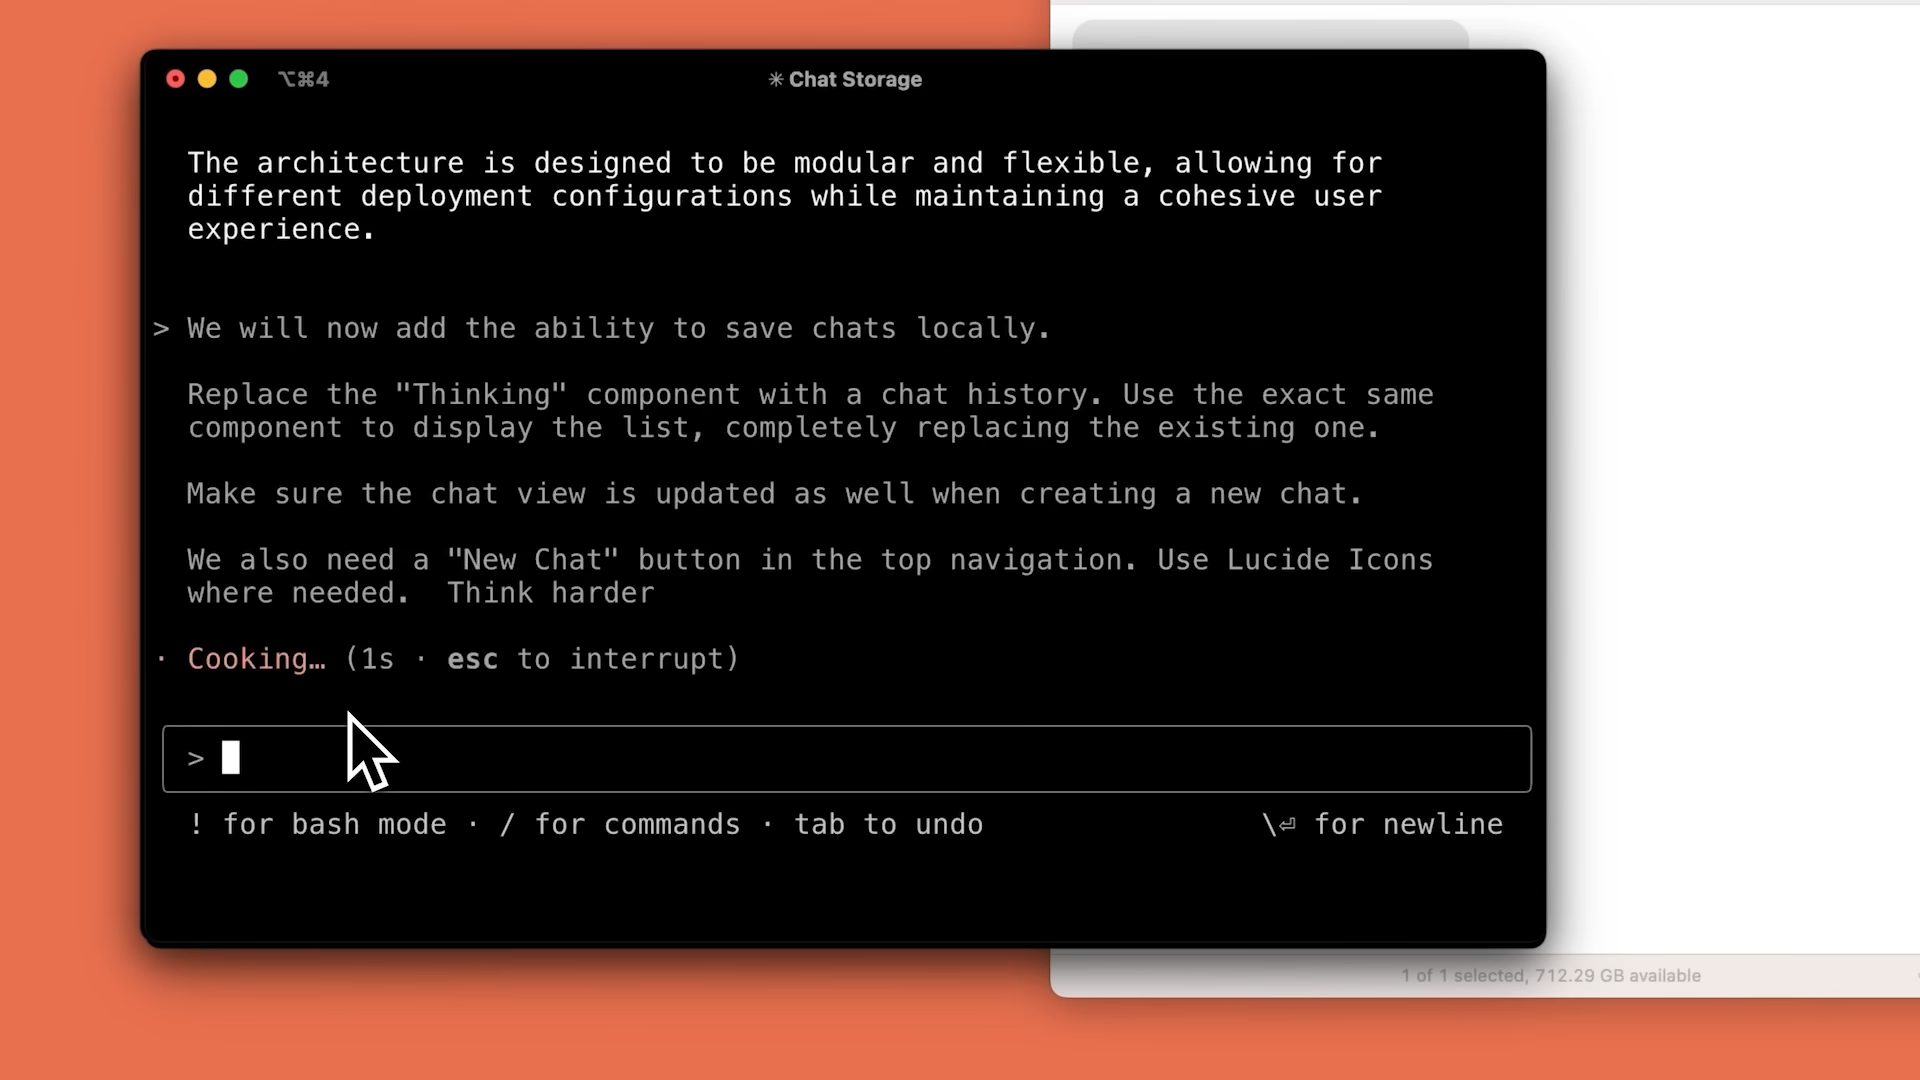 ⌥⌘4
✳ Chat Storage
The architecture is designed to be modular and flexible, allowing for
different deployment configurations while maintaining a cohesive user
experience.
> We will now add the ability to save chats locally.
Replace the "Thinking" component with a chat history. Use the exact same
component to display the list, completely replacing the existing one.
Make sure the chat view is updated as well when creating a new chat.
We also need a "New Chat" button in the top navigation. Use Lucide Icons
where needed.  Think harder
· Cooking… (1s · esc to interrupt)
>
! for bash mode · / for commands · tab to undo
\⏎ for newline
1 of 1 selected, 712.29 GB available